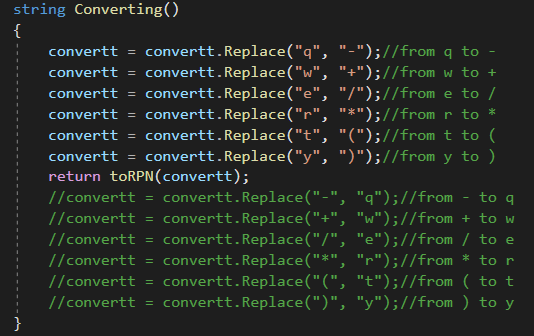 string Converting()
{
convertt = convertt.Replace("q", "-");//from q to -
convertt = convertt.Replace("w", "+");//from w to +
convertt = convertt.Replace("e", "/");//from e to /
convertt = convertt.Replace("r", "*");//from r to *
convertt = convertt.Replace("t", "(");//from t to (
convertt = convertt.Replace("y", ")");//from y to )
return toRPN(convertt);
//convertt = convertt.Replace("-", "q");//from - to q
//convertt = convertt.Replace("+", "w");//from + to w
//convertt = convertt.Replace("/", "e");//from / to e
//convertt = convertt.Replace("*", "r");//from * to r
//convertt = convertt.Replace("(", "t");//from ( to t
//convertt = convertt.Replace(")", "y");//from ) to y
}